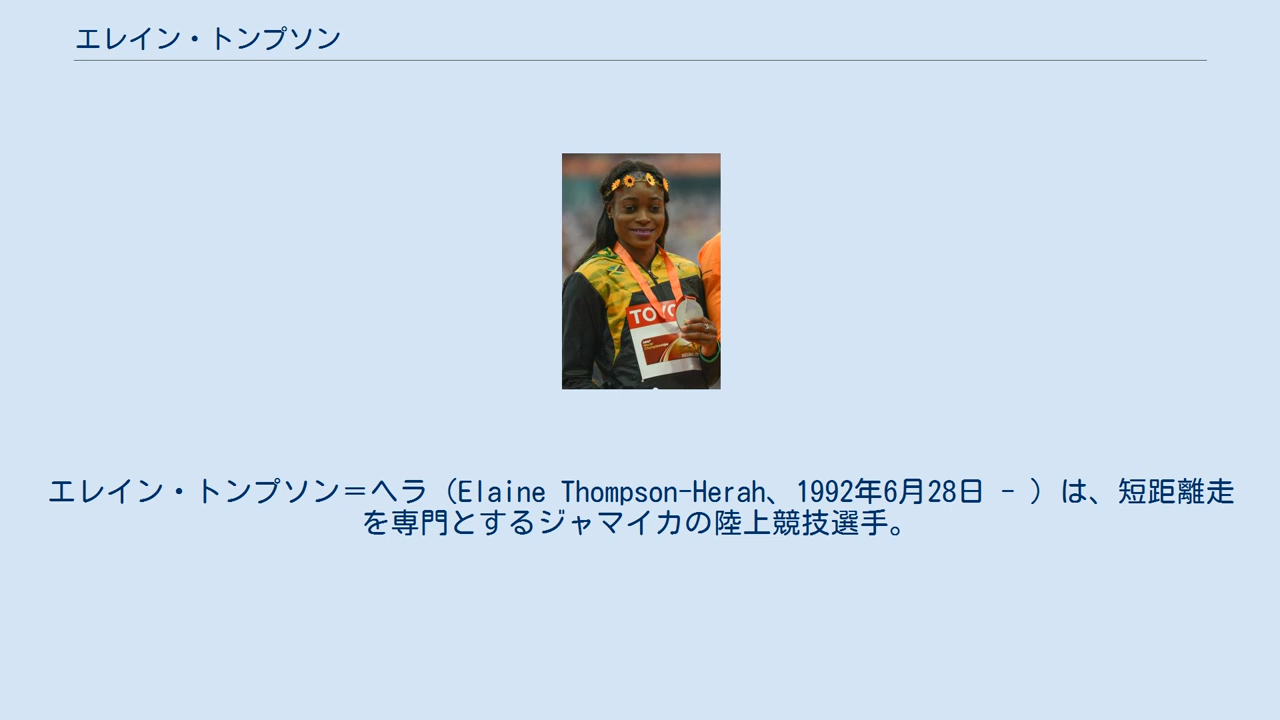 エレイン・トンプソン
TOYO
エレイン・トンプソン＝ヘラ（Elaine Thompson-Herah、1992年6月28日 - ）は、短距離走
を専門とするジャマイカの陸上競技選手。